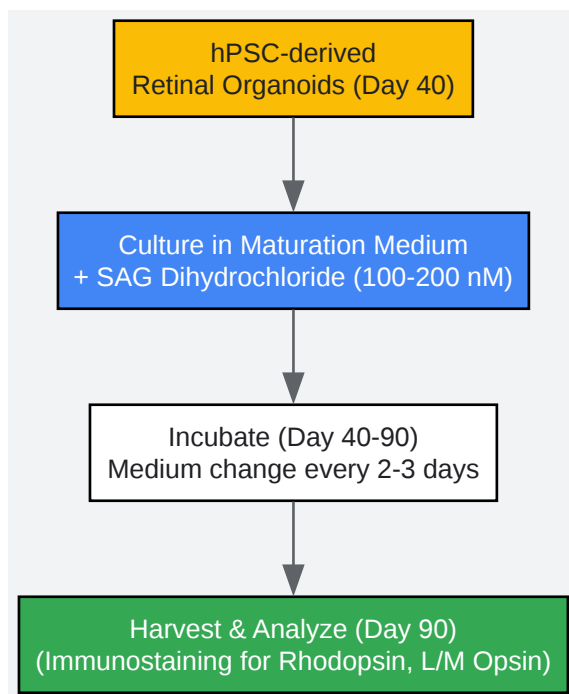 hPSC-derived
Retinal Organoids (Day 40)
Culture in Maturation Medium
+ SAG Dihydrochloride (100-200 nM)
Incubate (Day 40-90)
Medium change every 2-3 days
Harvest & Analyze (Day 90)
(Immunostaining for Rhodopsin, L/M Opsin)